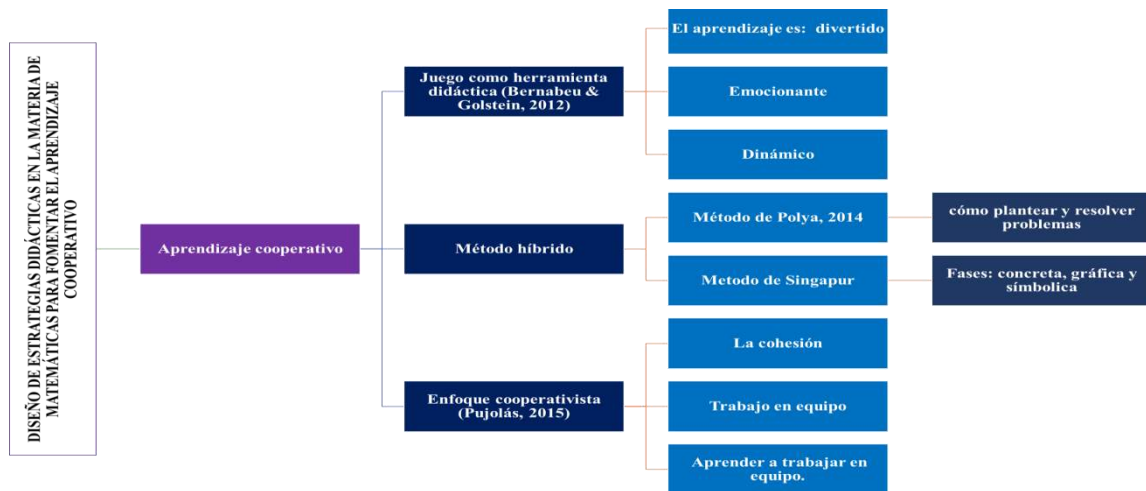 DISEÑO DE ESTRATEGIAS DIDÁCTICAS EN LA MATERIA DE
MATEMÁTICAS PARA FOMENTAR EL APRENDIZAJE
COOPERATIVO
Aprendizaje cooperativo
Juego como herramienta
didáctica (Bernabeu &
Golstein, 2012)
El aprendizaje es: divertido
Emocionante
Dinámico
Método híbrido
Método de Polya, 2014
cómo plantear y resolver
problemas
Metodo de Singapur
Fases: concreta, gráfica y
símbolica
Enfoque cooperativista
(Pujolás, 2015)
La cohesión
Trabajo en equipo
Aprender a trabajar en
equipo.